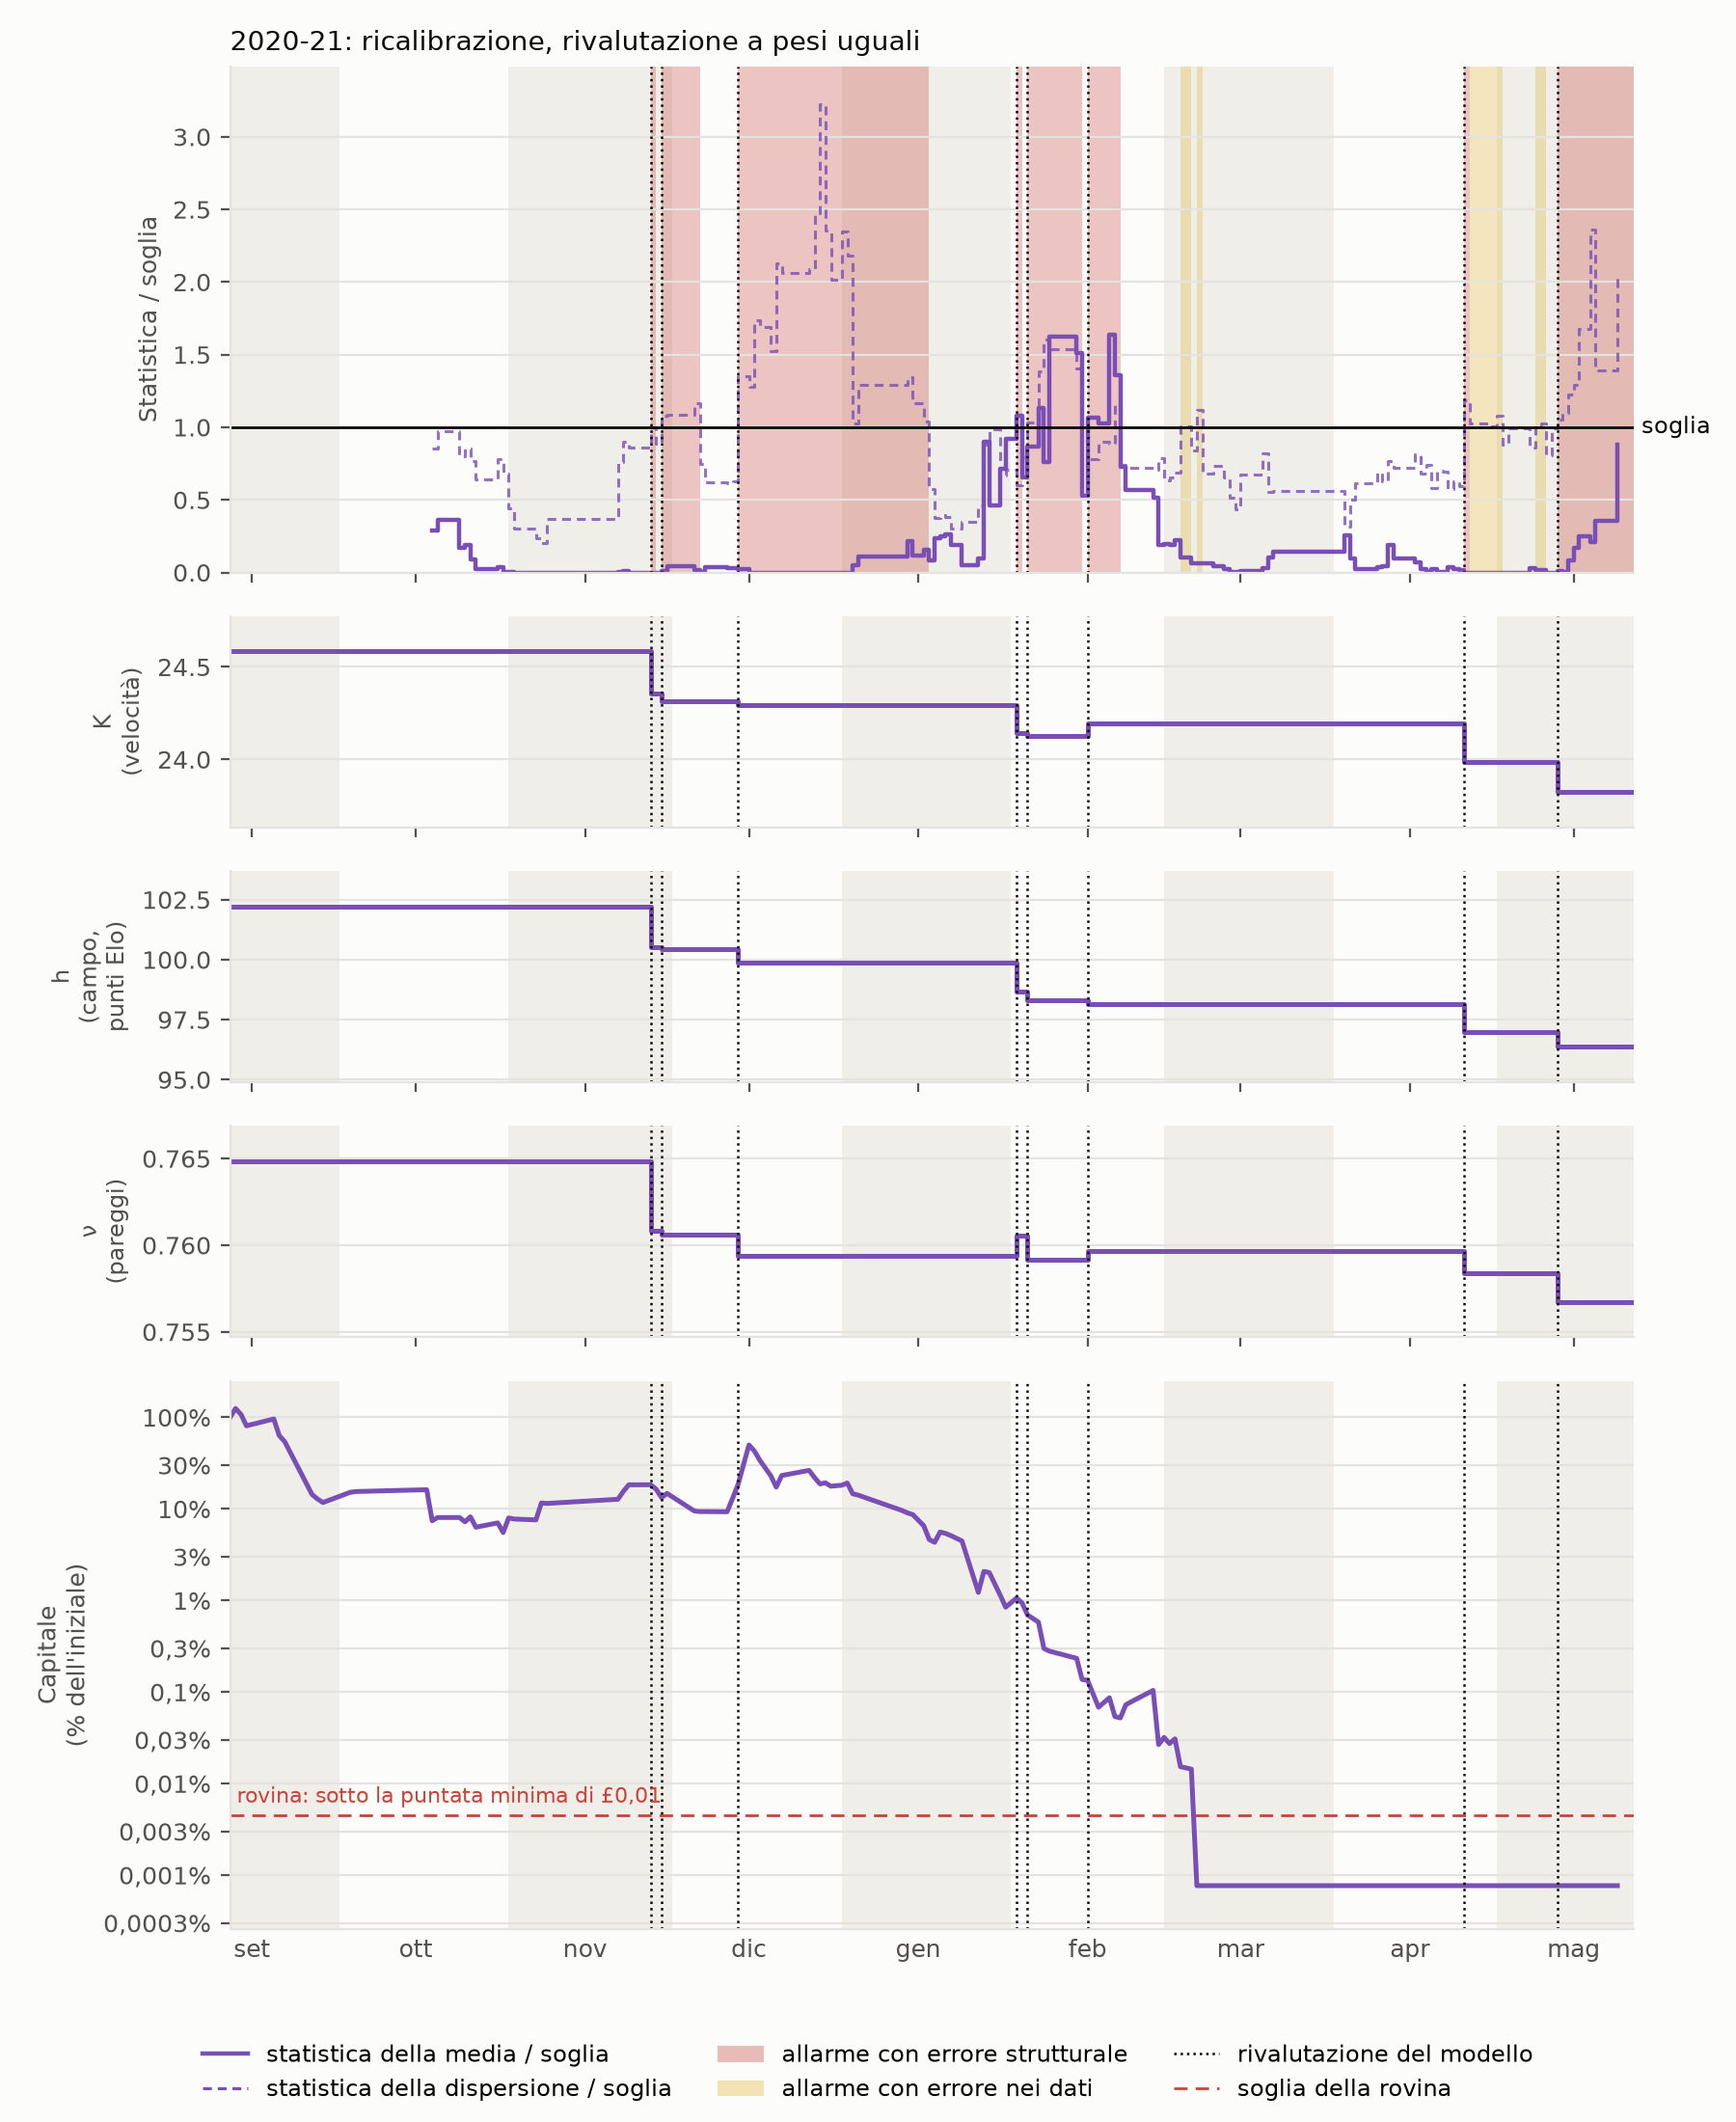 2020-21: ricalibrazione, rivalutazione a pesi uguali
Statistica / soglia
3.0
2.5
2.0
1.5
1.0
0.5
0.0
soglia
K
(velocità)
24.5
24.0
h
(campo,
punti Elo)
102.5
100.0
97.5
95.0
ν
(pareggi)
0.765
0.760
0.755
Capitale
(% dell'iniziale)
100%
30%
10%
3%
1%
0,3%
0,1%
0,03%
0,01%
0,003%
0,001%
0,0003%
rovina: sotto la puntata minima di £0,01
set ott nov dic gen feb mar apr mag
statistica della media / soglia
statistica della dispersione / soglia
allarme con errore strutturale
allarme con errore nei dati
rivalutazione del modello
soglia della rovina